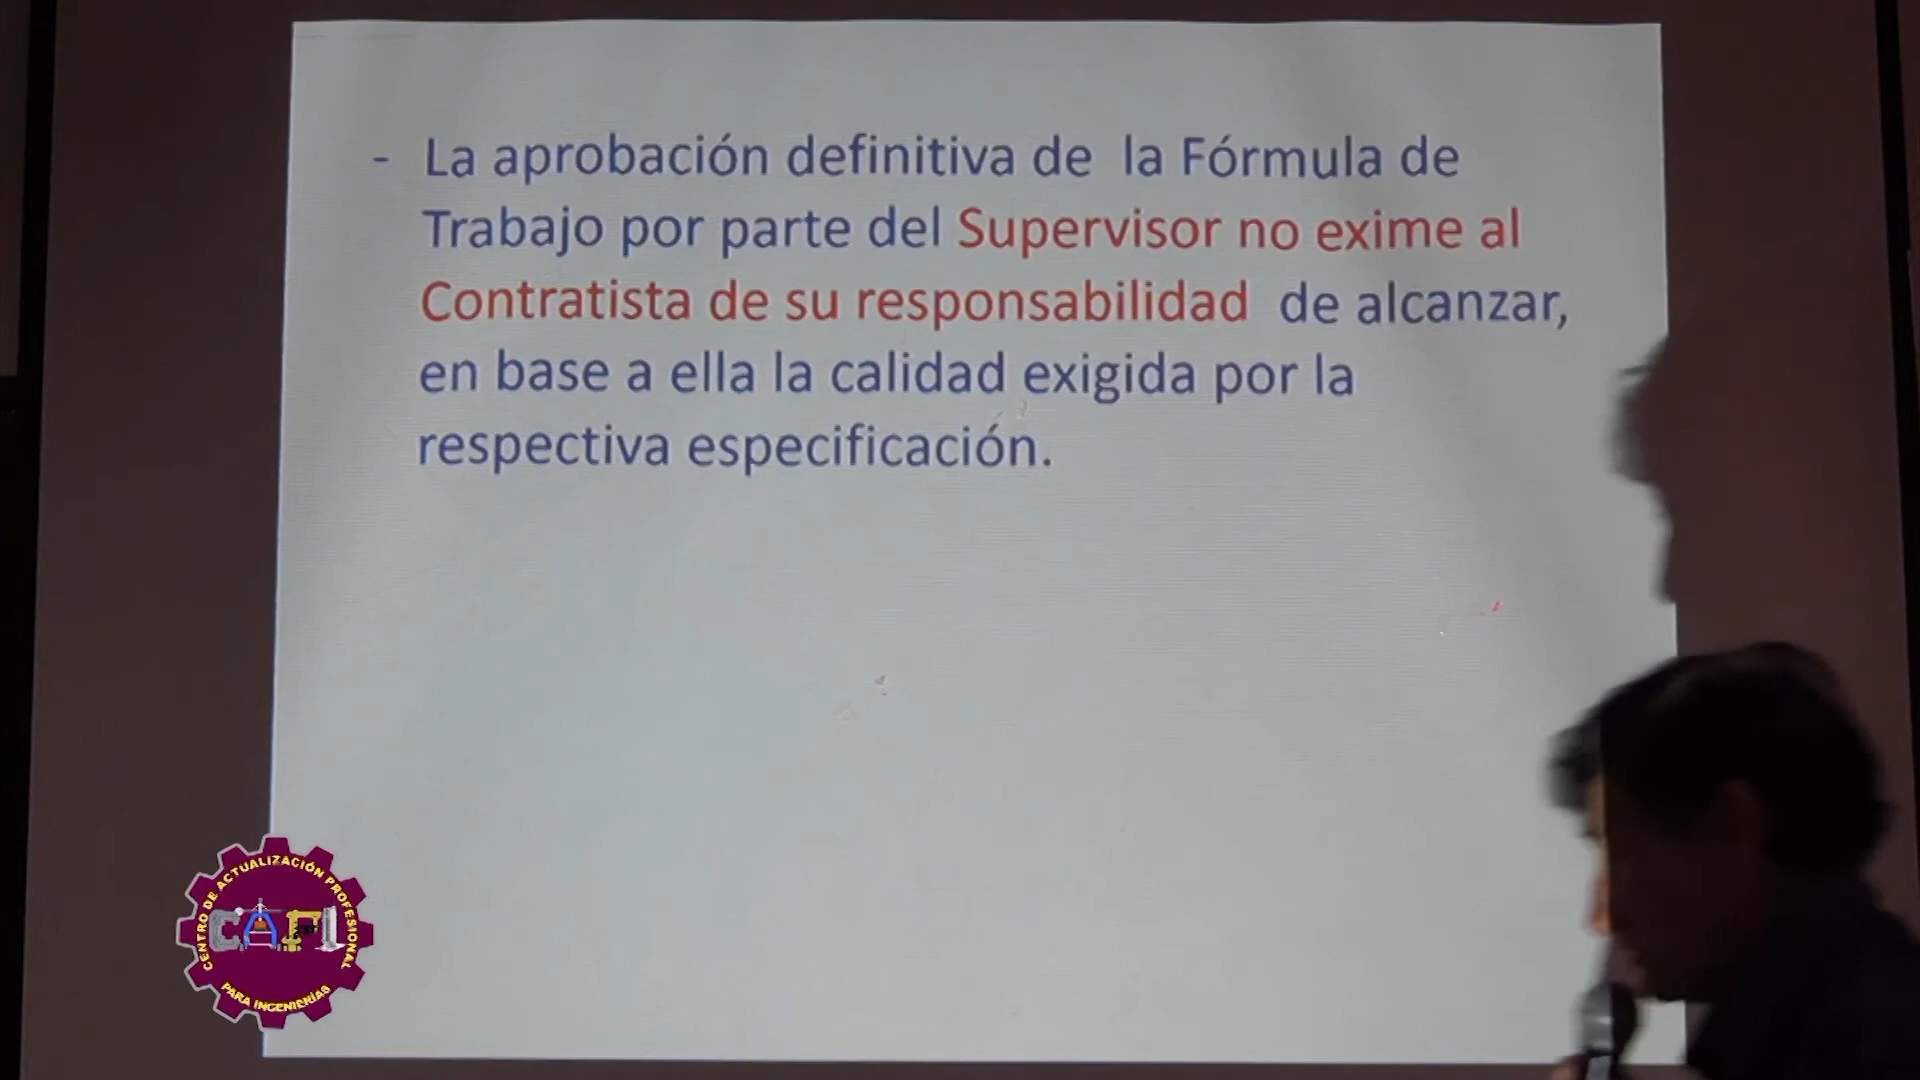 - La aprobación definitiva de la Fórmula de
Trabajo por parte del Supervisor no exime al
Contratista de su responsabilidad de alcanzar,
en base a ella la calidad exigida por la
respectiva especificación.
CENTRO DE ACTUALIZACIÓN PROFESIONAL
CAPI
PARA INGENIERÍAS